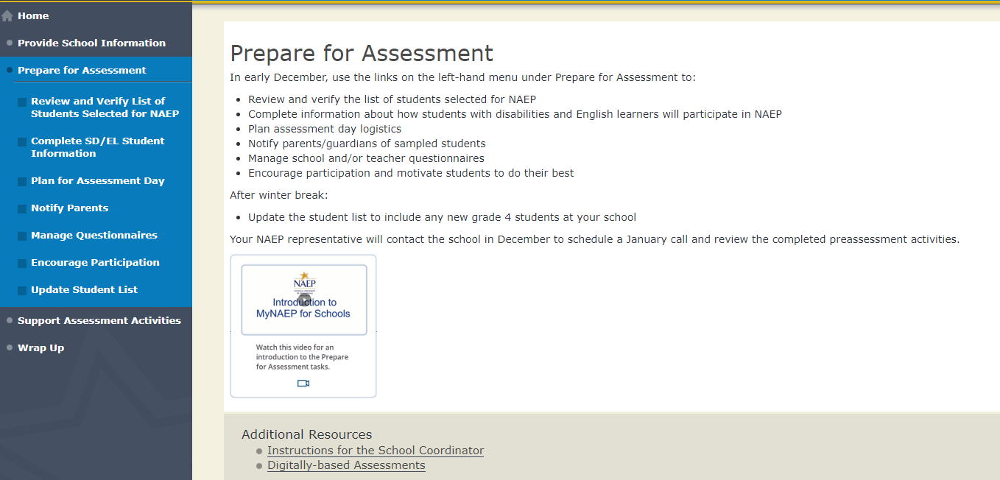 Home
Provide School Information
Prepare for Assessment
Review and Verify List of
Students Selected for NAEP
Complete SD/EL Student
Information
Plan for Assessment Day
Notify Parents
Manage Questionnaires
Encourage Participation
Update Student List
Support Assessment Activities
Wrap Up
Prepare for Assessment
In early December, use the links on the left-hand menu under Prepare for Assessment to:
Review and verify the list of students selected for NAEP
Complete information about how students with disabilities and English learners will participate in NAEP
Plan assessment day logistics
Notify parents/guardians of sampled students
Manage school and/or teacher questionnaires
Encourage participation and motivate students to do their best
After winter break:
Update the student list to include any new grade 4 students at your school
Your NAEP representative will contact the school in December to schedule a January call and review the completed preassessment activities.
NAEP
Introduction to
MyNAEP for Schools
Watch this video for an
introduction to the Prepare
for Assessment tasks.
Additional Resources
Instructions for the School Coordinator
Digitally-based Assessments